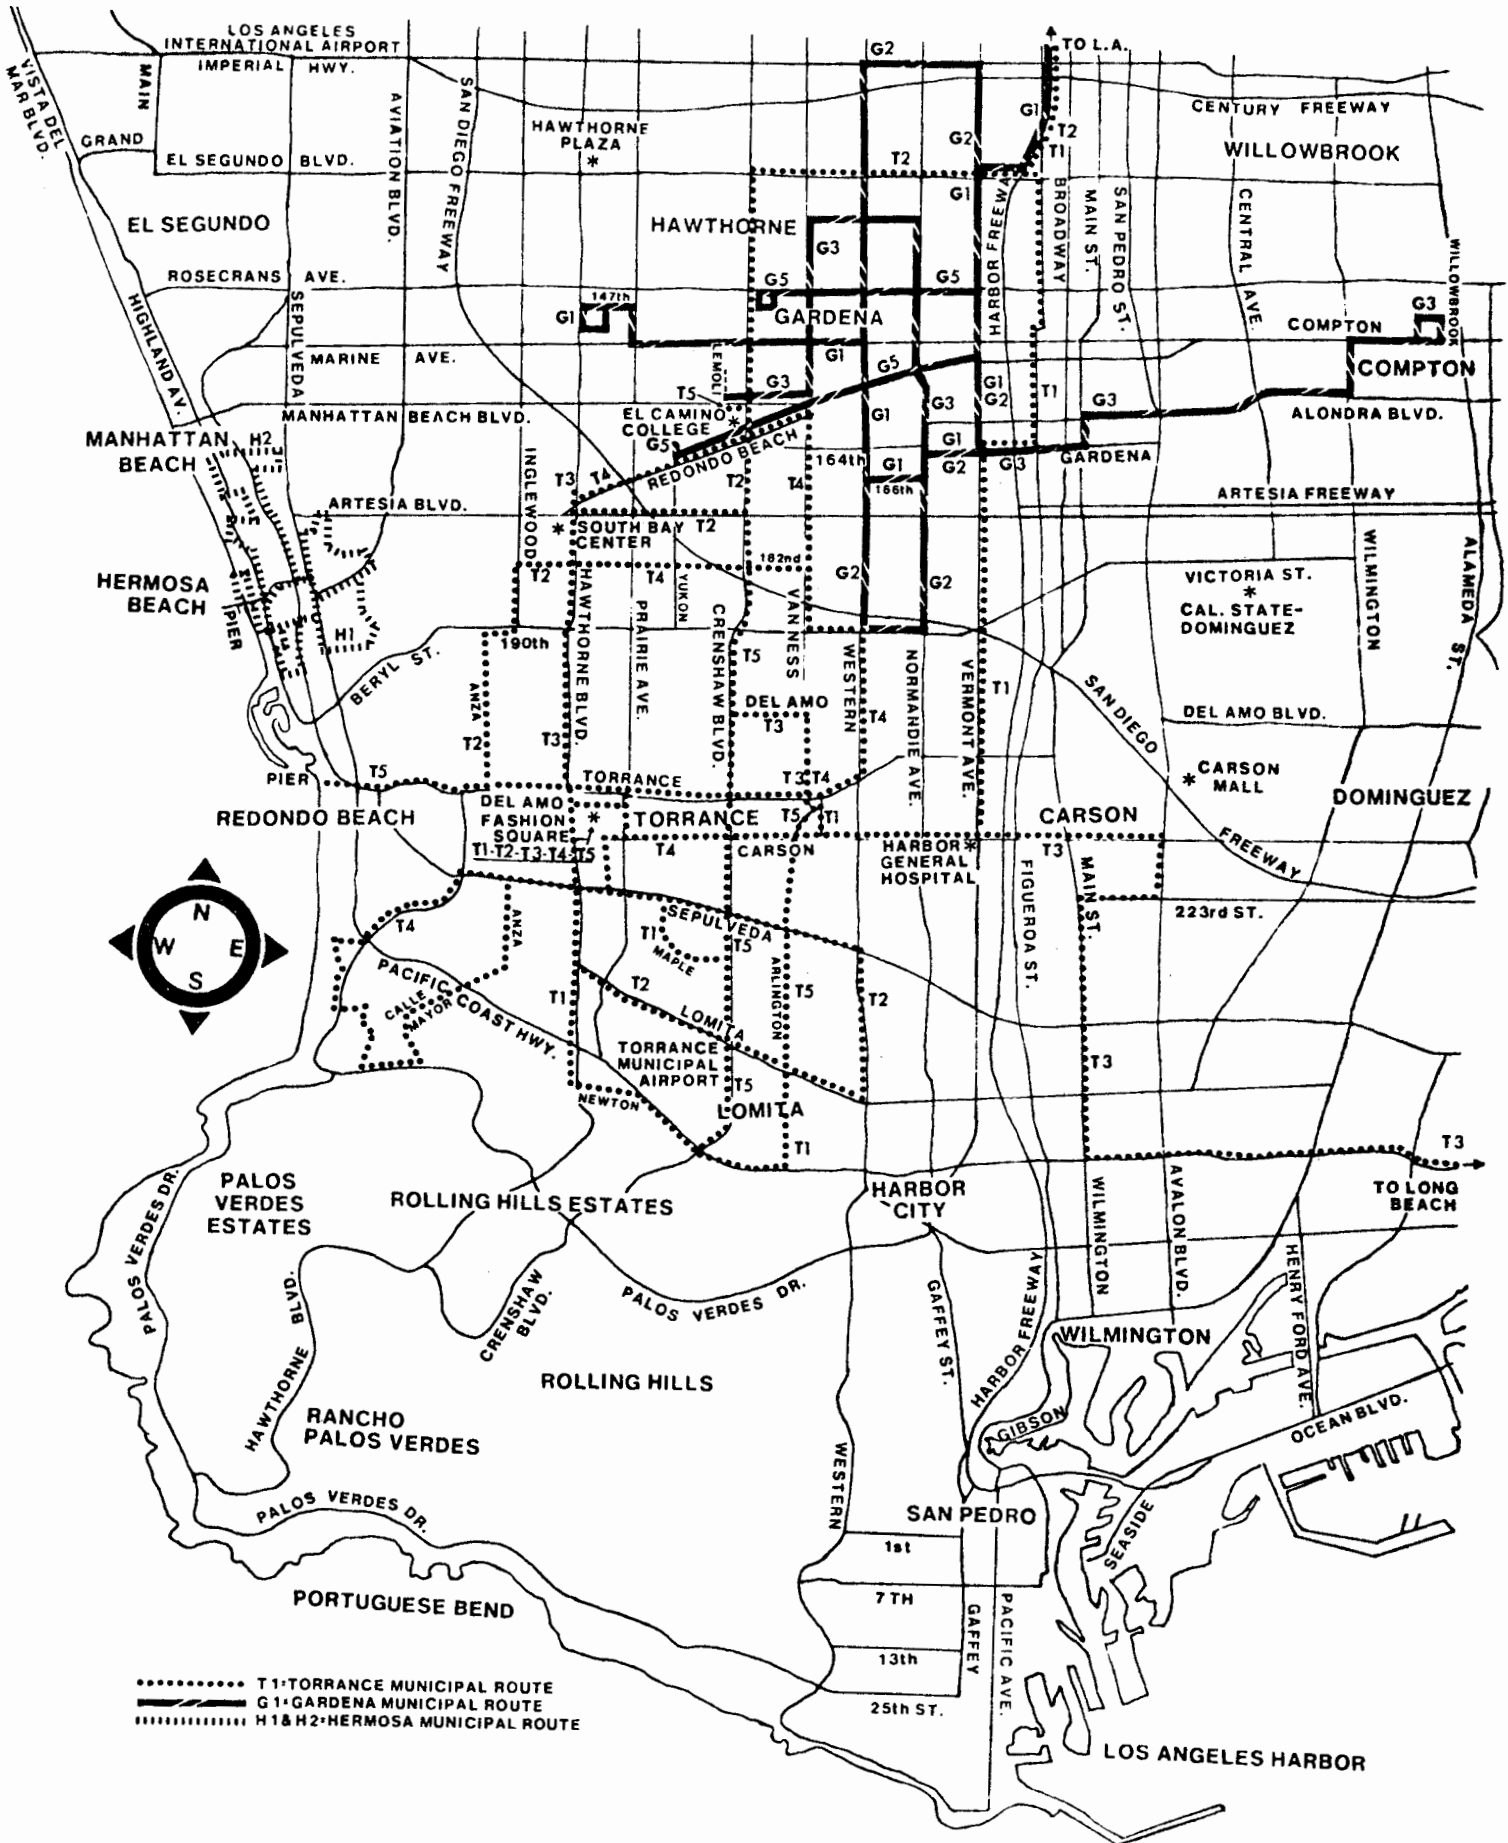 LOS ANGELES
INTERNATIONAL AIRPORT
IMPERIAL HWY.
G2
TO L.A.
VISTA DEL
MAR BLVD.
MAIN
GRAND
EL SEGUNDO BLVD.
AVIATION BLVD.
SAN DIEGO FREEWAY
HAWTHORNE
PLAZA
G1
T2
T1
G2
T2
G1
CENTURY FREEWAY
WILLOWBROOK
EL SEGUNDO
HAWTHORNE
G3
HARBOR FREEWAY
BROADWAY
MAIN ST.
SAN PEDRO ST.
CENTRAL AVE.
WILLOWBROOK
ROSECRANS AVE.
SEPULVEDA
HIGHLAND AV.
147th
G1
G5
G5
GARDENA
G3
COMPTON
COMPTON
MARINE AVE.
LEMOLI
G1
G5
T5
G3
G1
G2
T1
G3
G1
G3
ALONDRA BLVD.
MANHATTAN BEACH BLVD.
EL CAMINO
COLLEGE
G5
REDONDO BEACH
MANHATTAN
BEACH
H2
INGLEWOOD
T3
T4
T2
T4
164th
G1
166th
G1
G2
G3
GARDENA
ARTESIA BLVD.
ARTESIA FREEWAY
SOUTH BAY
CENTER
T2
182nd
T2
T4
HERMOSA
BEACH
PIER
H1
190th
BERYL ST.
HAWTHORNE BLVD.
PRAIRIE AVE.
YUKON
CRENSHAW BLVD.
VAN NESS
G2
G2
VICTORIA ST.
CAL. STATE-
DOMINGUEZ
WILMINGTON
ALAMEDA
ST.
ANZA
T2
T3
T5
DEL AMO
T3
WESTERN
T4
NORMANDIE AVE.
VERMONT AVE.
T1
SAN DIEGO
FREEWAY
DEL AMO BLVD.
CARSON
MALL
DOMINGUEZ
PIER
T5
REDONDO BEACH
TORRANCE
T3
T4
DEL AMO
FASHION
SQUARE
T1-T2-T3-T4-T5
TORRANCE
T5
T1
T4
CARSON
HARBOR
GENERAL
HOSPITAL
CARSON
T3
FIGUEROA ST.
MAIN ST.
223rd ST.
N
W
E
S
T4
ANZA
SEPULVEDA
T1
MAPLE
T5
PACIFIC COAST HWY.
CALLE
MAYOR
T1
T2
LOMITA
ARLINGTON
T5
T2
TORRANCE
MUNICIPAL
AIRPORT
T5
NEWTON
LOMITA
T1
T3
T3
TO LONG
BEACH
PALOS
VERDES
ESTATES
PALOS VERDES DR.
ROLLING HILLS ESTATES
HARBOR
CITY
WILMINGTON
AVALON BLVD.
HENRY FORD AVE.
HAWTHORNE
BLVD.
CRENSHAW
BLVD.
PALOS VERDES DR.
GAFFEY ST.
HARBOR FREEWAY
WILMINGTON
ROLLING HILLS
RANCHO
PALOS VERDES
GIBSON
OCEAN BLVD.
WESTERN
PALOS VERDES DR.
SAN PEDRO
SEASIDE
1st
7 TH
PORTUGUESE BEND
GAFFEY
PACIFIC AVE.
13th
25th ST.
T1=TORRANCE MUNICIPAL ROUTE
G1=GARDENA MUNICIPAL ROUTE
H1&H2=HERMOSA MUNICIPAL ROUTE
LOS ANGELES HARBOR